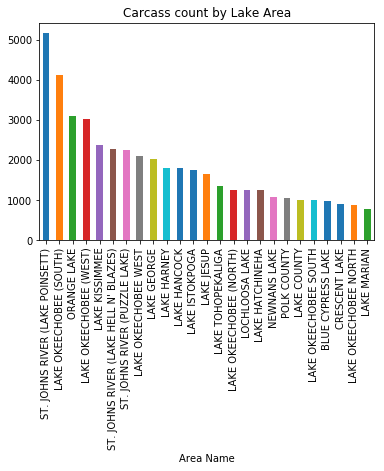 Carcass count by Lake Area
5000
4000
3000
2000
1000
0
ST. JOHNS RIVER (LAKE POINSETT)
LAKE OKEECHOBEE (SOUTH)
ORANGE LAKE
LAKE OKEECHOBEE (WEST)
LAKE KISSIMMEE
ST. JOHNS RIVER (LAKE HELL N' BLAZES)
ST. JOHNS RIVER (PUZZLE LAKE)
LAKE OKEECHOBEE WEST
LAKE GEORGE
LAKE HARNEY
LAKE HANCOCK
LAKE ISTOKPOGA
LAKE JESUP
LAKE TOHOPEKALIGA
LAKE OKEECHOBEE (NORTH)
LOCHLOOSA LAKE
LAKE HATCHINEHA
NEWNANS LAKE
POLK COUNTY
LAKE COUNTY
LAKE OKEECHOBEE SOUTH
BLUE CYPRESS LAKE
CRESCENT LAKE
LAKE OKEECHOBEE NORTH
LAKE MARIAN
Area Name